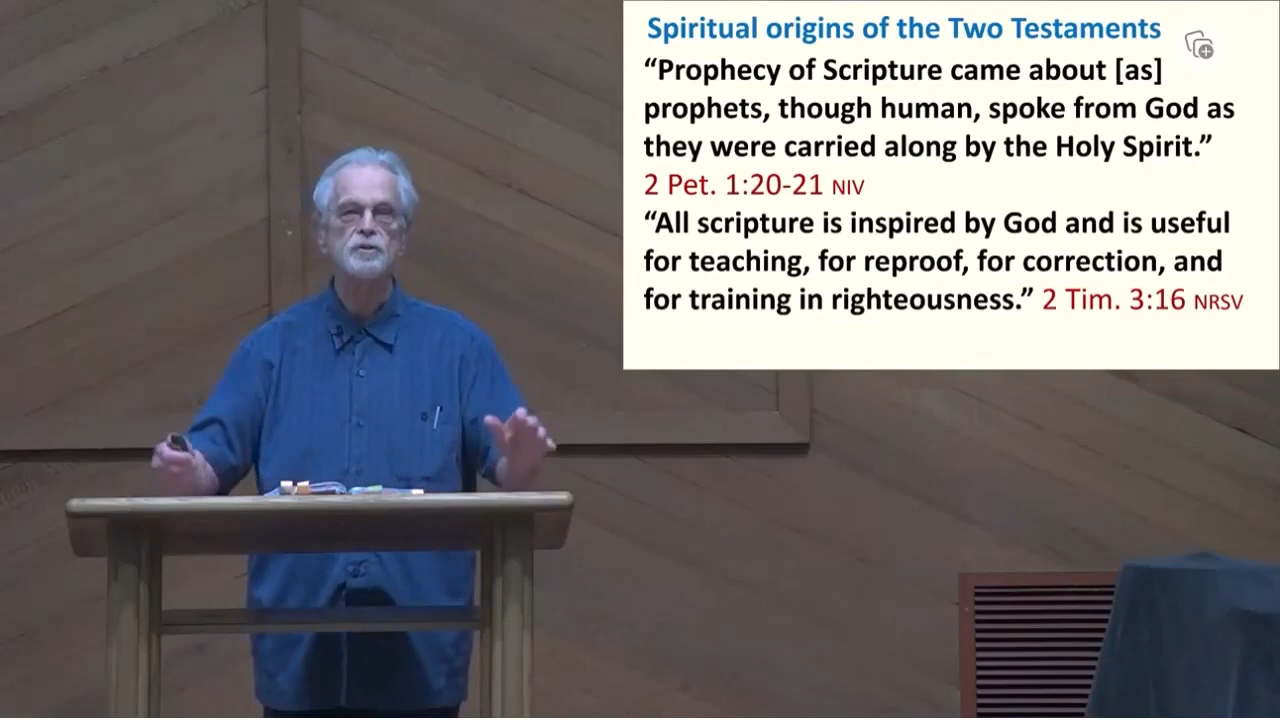 Spiritual origins of the Two Testaments
“Prophecy of Scripture came about [as]
prophets, though human, spoke from God as
they were carried along by the Holy Spirit.”
2 Pet. 1:20-21 NIV
“All scripture is inspired by God and is useful
for teaching, for reproof, for correction, and
for training in righteousness.” 2 Tim. 3:16 NRSV